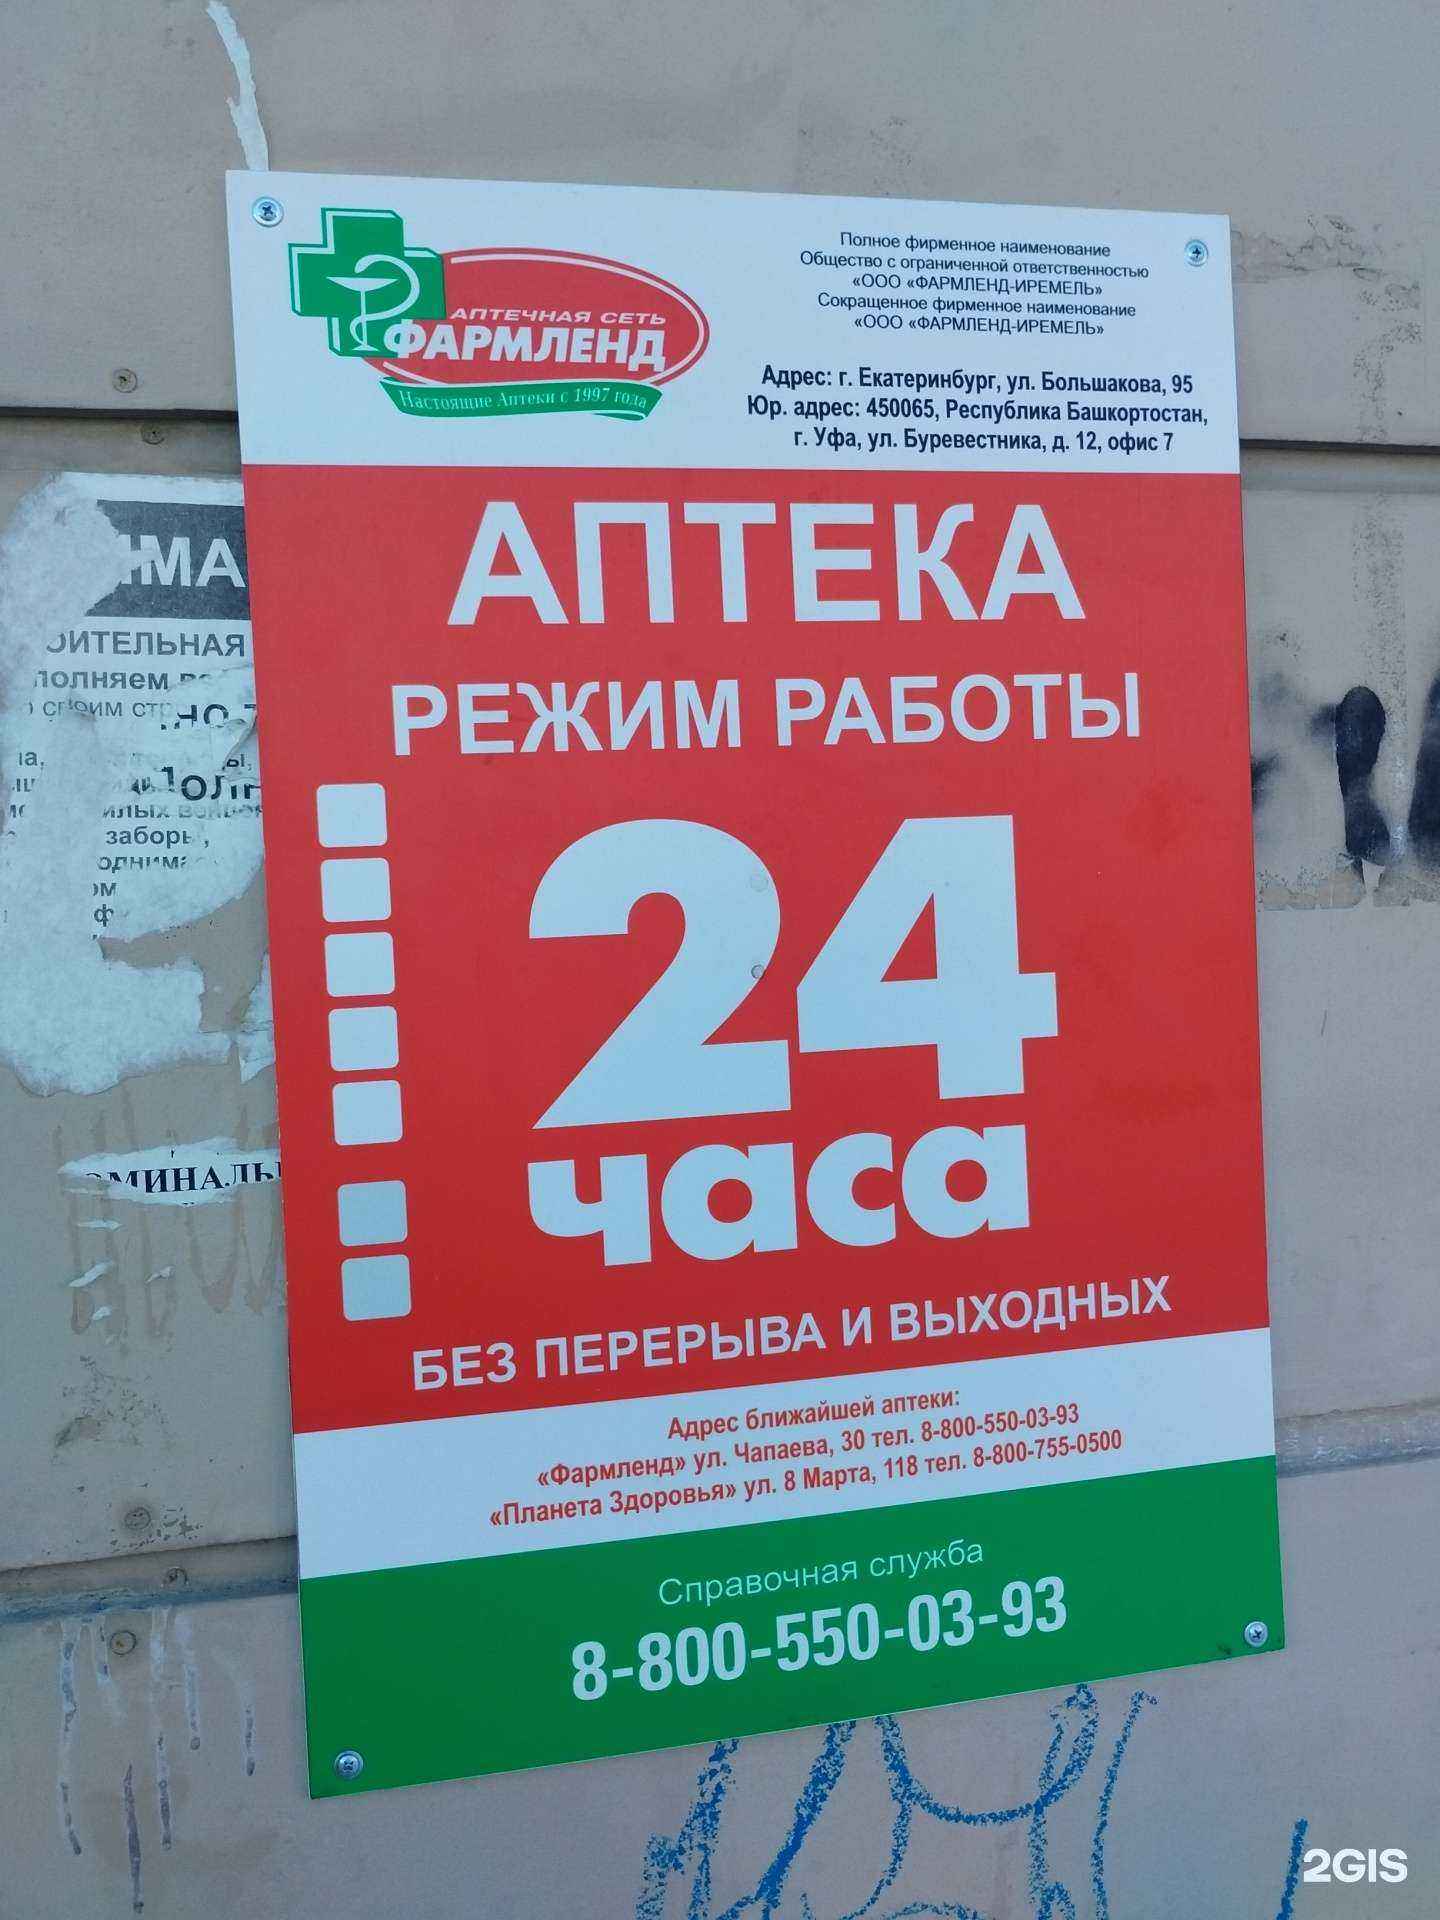 АПТЕЧНАЯ СЕТЬ
ФАРМЛЕНД
Настоящие Аптеки с 1997 года
Полное фирменное наименование
Общество с ограниченной ответственностью
«ООО «ФАРМЛЕНД-ИРЕМЕЛЬ»
Сокращенное фирменное наименование
«ООО «ФАРМЛЕНД-ИРЕМЕЛЬ»
Адрес: г. Екатеринбург, ул. Большакова, 95
Юр. адрес: 450065, Республика Башкортостан,
г. Уфа, ул. Буревестника, д. 12, офис 7
АПТЕКА
РЕЖИМ РАБОТЫ
24
часа
БЕЗ ПЕРЕРЫВА И ВЫХОДНЫХ
Адрес ближайшей аптеки:
«Фармленд» ул. Чапаева, 30 тел. 8-800-550-03-93
«Планета Здоровья» ул. 8 Марта, 118 тел. 8-800-755-0500
Справочная служба
8-800-550-03-93
заборы,
2GIS